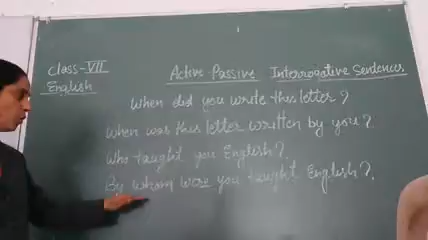 Class-VII Active Passive Interrogative Sentences
English
When did you write this letter?
When was this letter written by you?
Who taught you English?
By whom were you taught English?